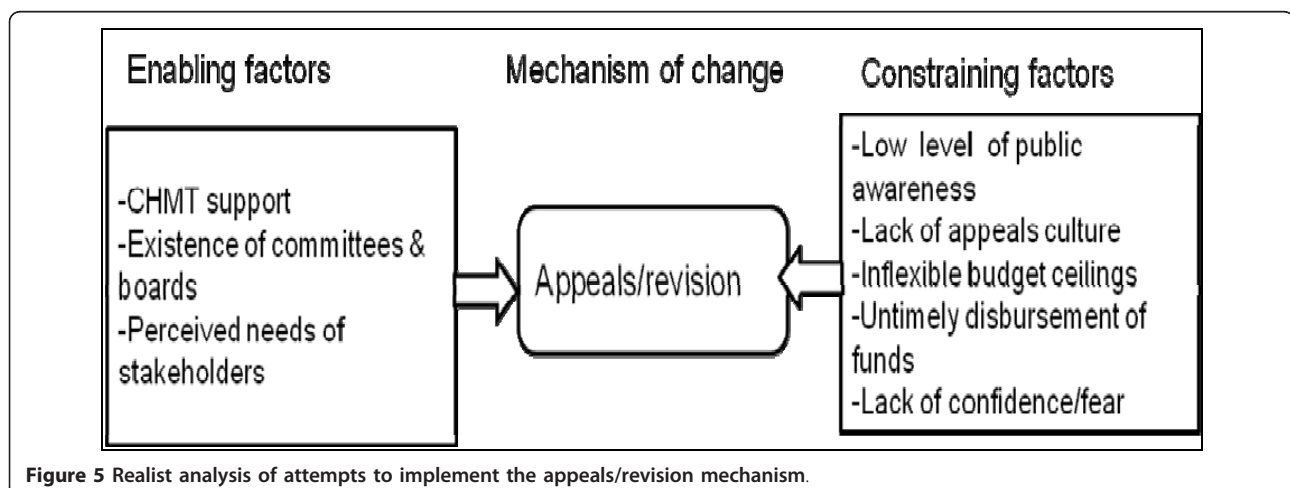 Enabling factors
Mechanism of change
Constraining factors
-CHMT support
-Existence of committees &
boards
-Perceived needs of
stakeholders
Appeals/revision
-Low level of public
awareness
-Lack of appeals culture
-Inflexible budget ceilings
-Untimely disbursement of
funds
-Lack of confidence/fear
Figure 5 Realist analysis of attempts to implement the appeals/revision mechanism.